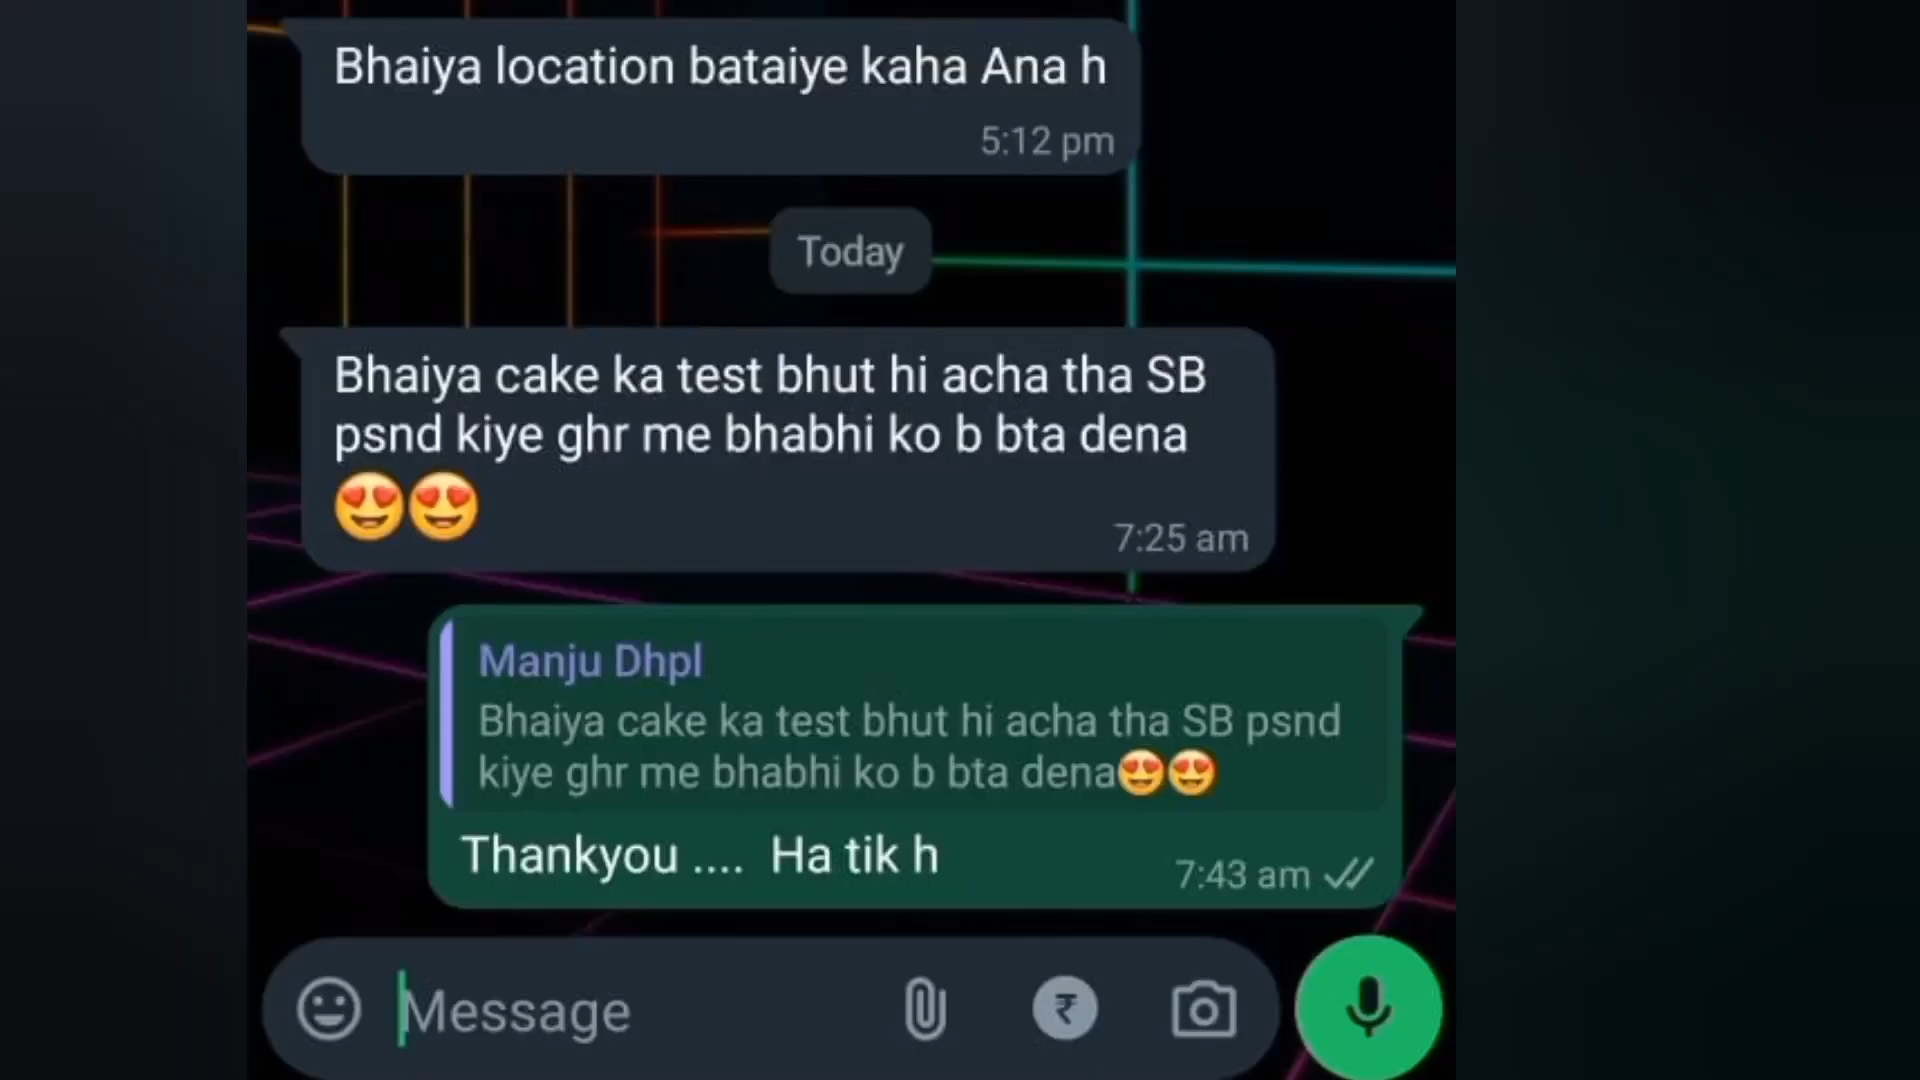 Bhaiya location bataiye kaha Ana h
5:12 pm
Today
Bhaiya cake ka test bhut hi acha tha SB
psnd kiye ghr me bhabhi ko b bta dena
😍😍
7:25 am
Manju Dhpl
Bhaiya cake ka test bhut hi acha tha SB psnd
kiye ghr me bhabhi ko b bta dena😍😍
Thankyou .... Ha tik h
7:43 am
Message
₹